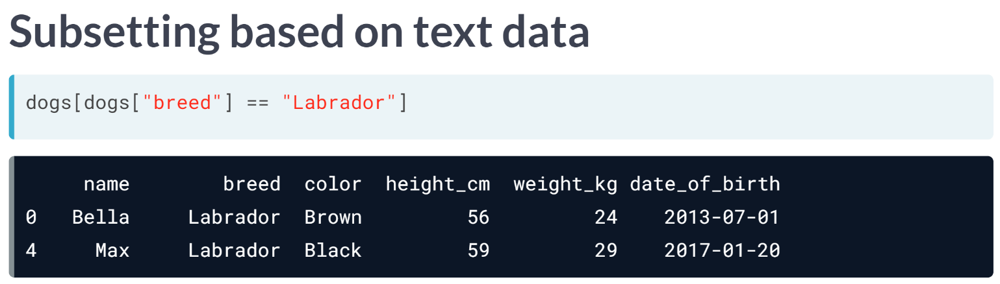 Subsetting based on text data
dogs[dogs["breed"] == "Labrador"]
name breed color height_cm weight_kg date_of_birth
0 Bella Labrador Brown 56 24 2013-07-01
4 Max Labrador Black 59 29 2017-01-20